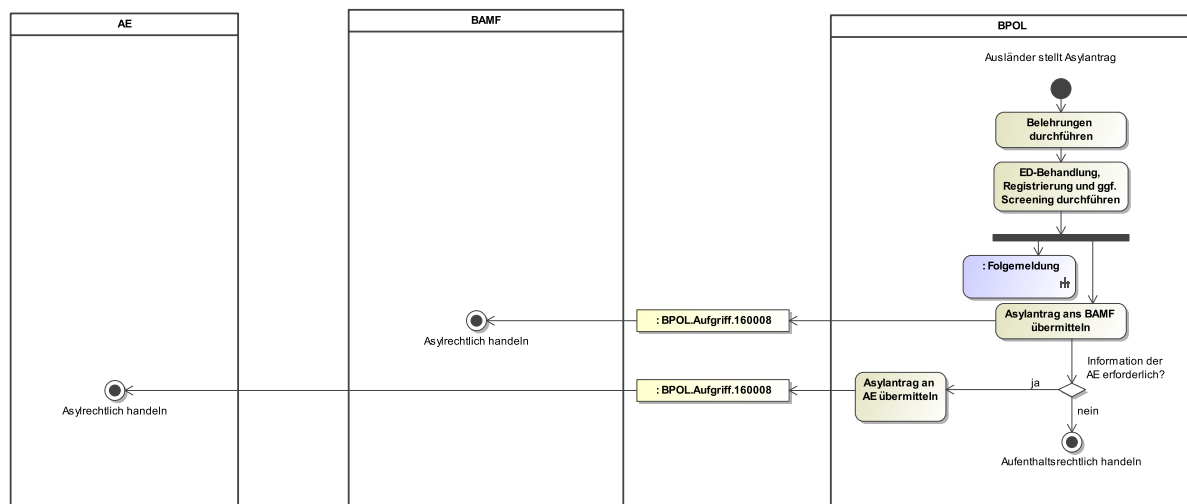 AE
BAMF
BPOL
Ausländer stellt Asylantrag
Belehrungen
durchführen
ED-Behandlung,
Registrierung und ggf.
Screening durchführen
: Folgemeldung
Asylantrag ans BAMF
übermitteln
: BPOL.Aufgriff.160008
Asylrechtlich handeln
Information der
AE erforderlich?
ja
Asylantrag an
AE übermitteln
: BPOL.Aufgriff.160008
Asylrechtlich handeln
nein
Aufenthaltsrechtlich handeln